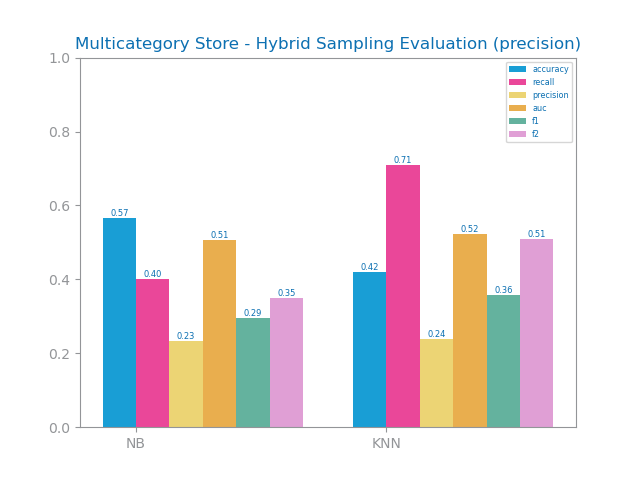 Multicategory Store - Hybrid Sampling Evaluation (precision)
1.0
0.8
0.6
0.4
0.2
0.0
accuracy
recall
precision
auc
f1
f2
0.57
0.40
0.23
0.51
0.29
0.35
0.42
0.71
0.24
0.52
0.36
0.51
NB
KNN